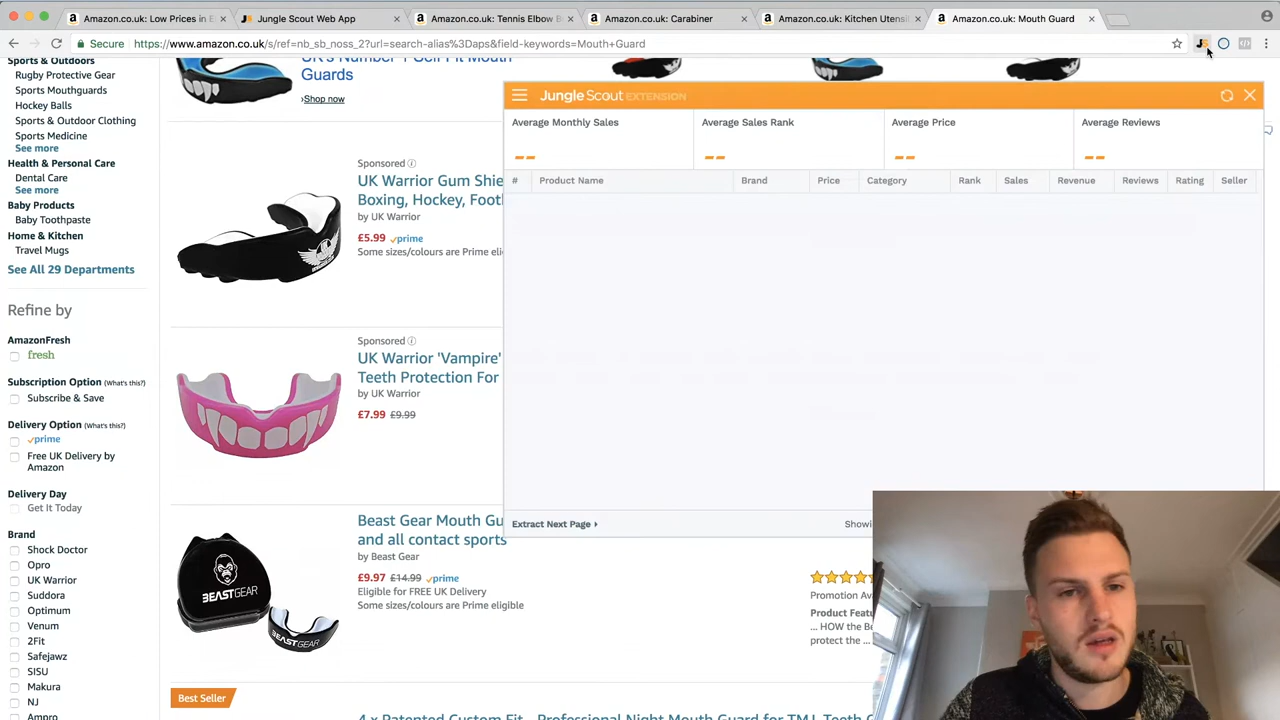 Amazon.co.uk: Low Prices in E
Jungle Scout Web App
Amazon.co.uk: Tennis Elbow B
Amazon.co.uk: Carabiner
Amazon.co.uk: Kitchen Utensi
Amazon.co.uk: Mouth Guard
Secure
https://www.amazon.co.uk/s/ref=nb_sb_noss_2?url=search-alias%3Daps&field-keywords=Mouth+Guard
JS
Sports & Outdoors
Rugby Protective Gear
Sports Mouthguards
Hockey Balls
Sports & Outdoor Clothing
Sports Medicine
See more
Health & Personal Care
Dental Care
See more
Baby Products
Baby Toothpaste
Home & Kitchen
Travel Mugs
See All 29 Departments
Refine by
AmazonFresh
fresh
Subscription Option (What's this?)
Subscribe & Save
Delivery Option (What's this?)
prime
Free UK Delivery by
Amazon
Delivery Day
Get It Today
Brand
Shock Doctor
Opro
UK Warrior
Suddora
Optimum
Venum
2Fit
Safejawz
SISU
Makura
NJ
Ampro
UK's Number 1 Self Fit Mouth
Guards
›Shop now
Sponsored
UK Warrior Gum Shie
Boxing, Hockey, Foot
by UK Warrior
£5.99 prime
Some sizes/colours are Prime eli
Sponsored
UK Warrior 'Vampire'
Teeth Protection For
by UK Warrior
£7.99 £9.99
BEASTGEAR
BEASTGEAR
Beast Gear Mouth Gu
and all contact sports
by Beast Gear
£9.97 £14.99 prime
Eligible for FREE UK Delivery
Some sizes/colours are Prime eligible
Promotion Av
Product Featu
... HOW the Be
protect the ...
Best Seller
4 x Patented Custom Fit - Professional Night Mouth Guard for TMJ, Teeth C
Jungle Scout EXTENSION
Average Monthly Sales
--
Average Sales Rank
--
Average Price
--
Average Reviews
--
# Product Name Brand Price Category Rank Sales Revenue Reviews Rating Seller
Extract Next Page
Showi